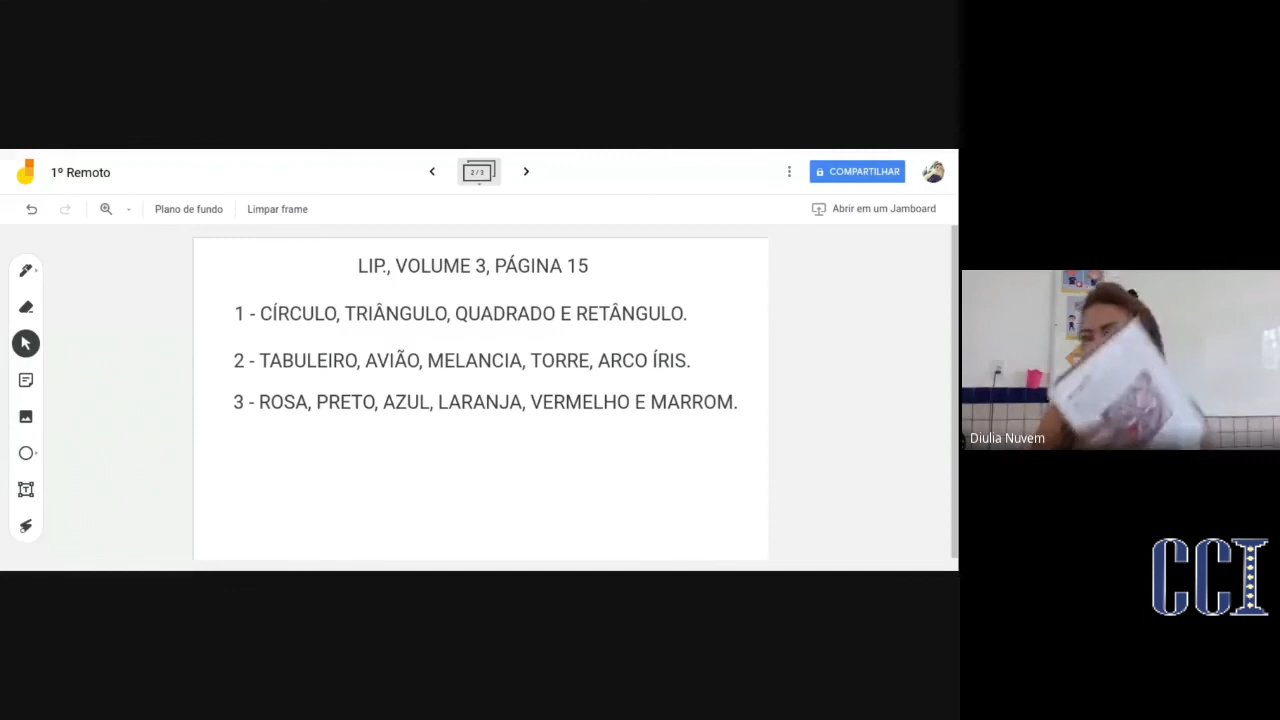 1º Remoto
2 / 3
COMPARTILHAR
Plano de fundo
Limpar frame
Abrir em um Jamboard
LIP., VOLUME 3, PÁGINA 15
1 - CÍRCULO, TRIÂNGULO, QUADRADO E RETÂNGULO.
2 - TABULEIRO, AVIÃO, MELANCIA, TORRE, ARCO ÍRIS.
3 - ROSA, PRETO, AZUL, LARANJA, VERMELHO E MARROM.
Diulia Nuvem
CCI